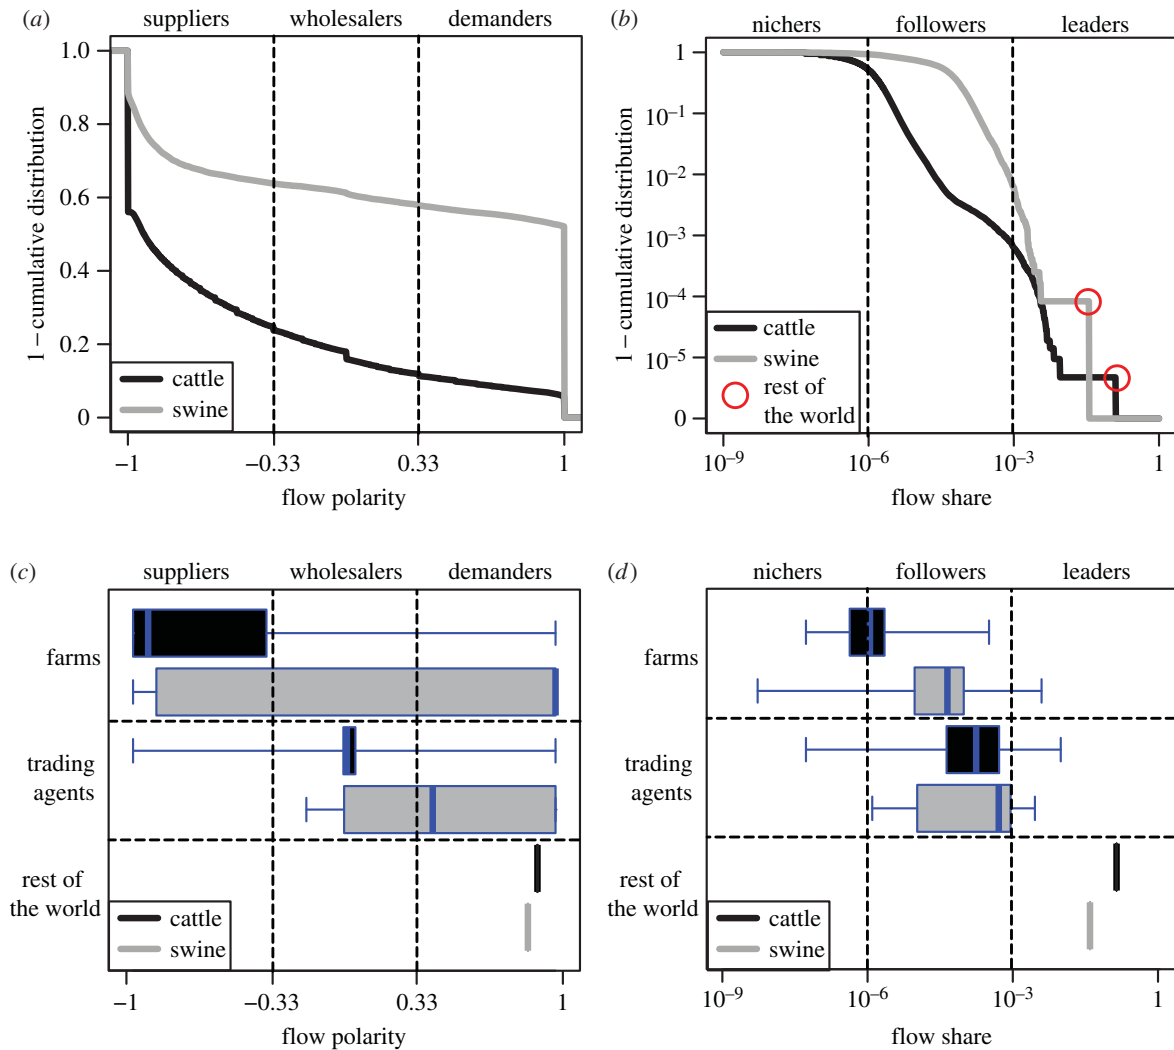 (a)
suppliers wholesalers demanders
1.0
0.8
0.6
0.4
0.2
0
1 – cumulative distribution
cattle
swine
−1 −0.33 0.33 1
flow polarity
(b)
nichers followers leaders
1
10⁻¹
10⁻²
10⁻³
10⁻⁴
10⁻⁵
0
1 – cumulative distribution
cattle
swine
rest of
the world
10⁻⁹ 10⁻⁶ 10⁻³ 1
flow share
(c)
suppliers wholesalers demanders
farms
trading
agents
rest of
the world
cattle
swine
−1 −0.33 0.33 1
flow polarity
(d)
nichers followers leaders
farms
trading
agents
rest of
the world
cattle
swine
10⁻⁹ 10⁻⁶ 10⁻³ 1
flow share